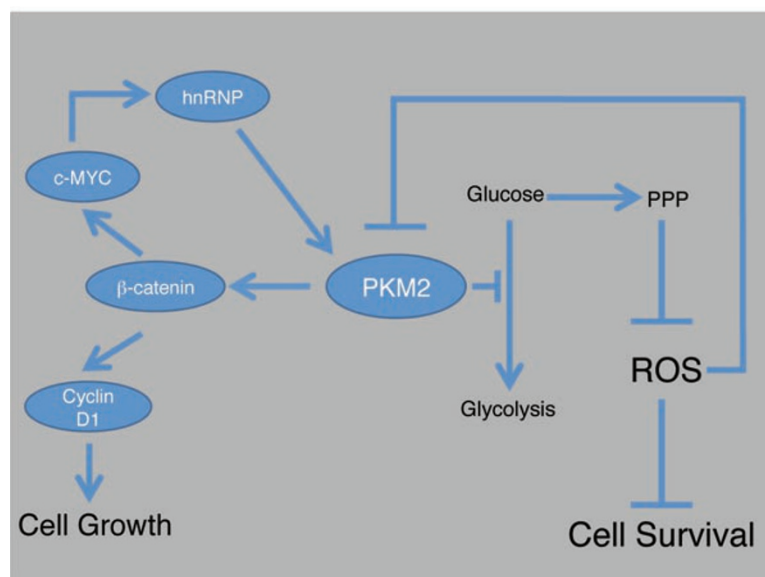 hnRNP
c-MYC
Glucose
PPP
β-catenin
PKM2
ROS
Cyclin
D1
Glycolysis
Cell Growth
Cell Survival